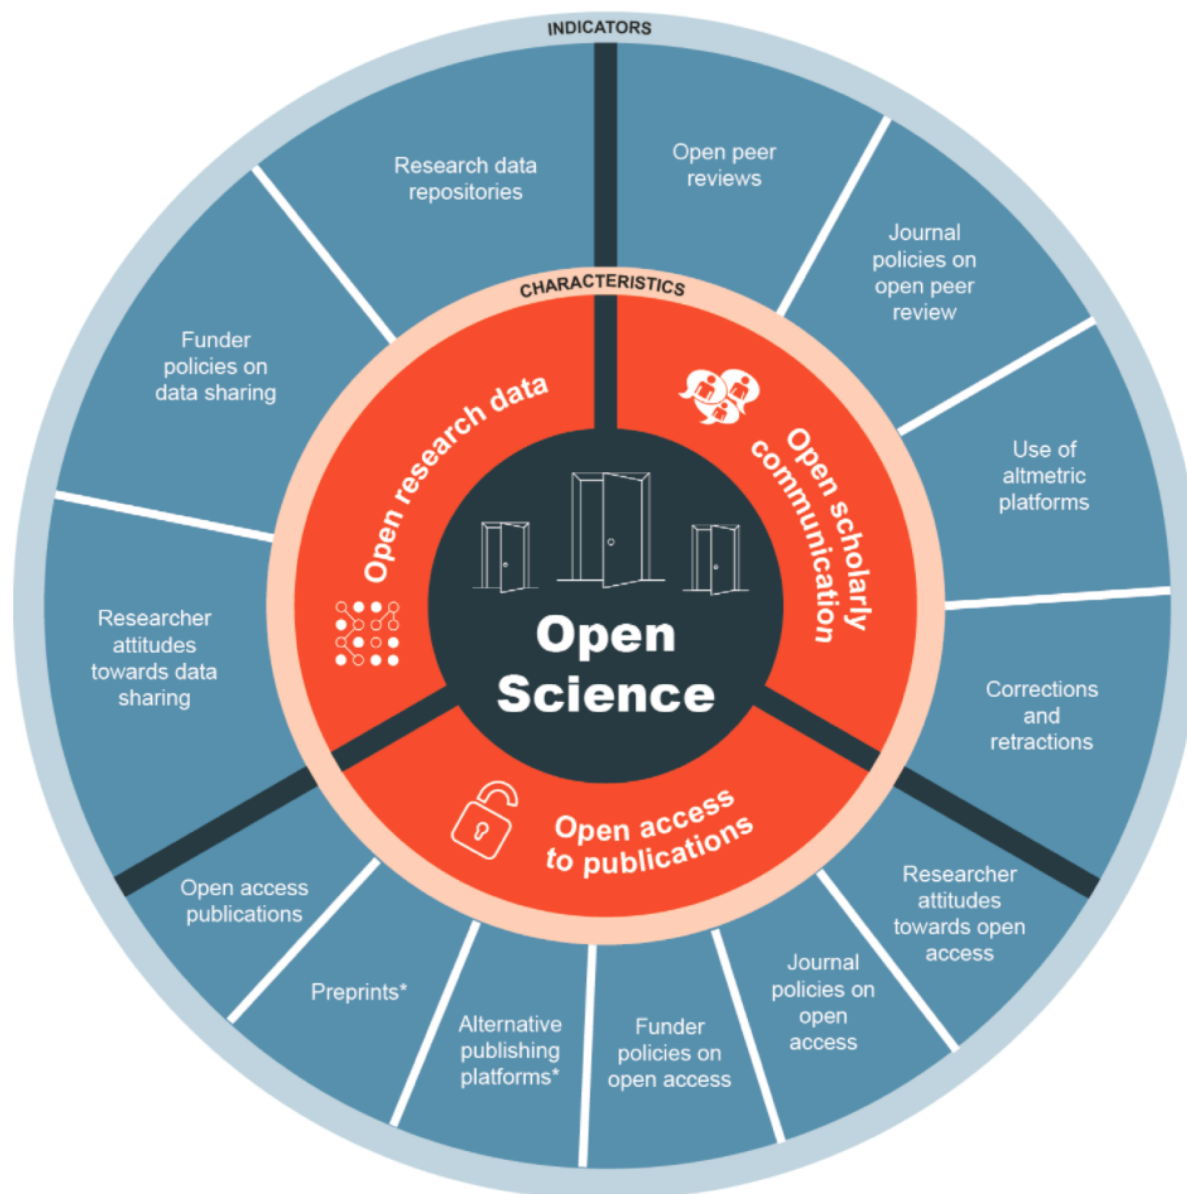 INDICATORS
Research data
repositories
Open peer
reviews
Journal
policies on
open peer
review
Use of
altmetric
platforms
Corrections
and
retractions
Researcher
attitudes
towards open
access
Journal
policies on
open
access
Funder
policies on
open access
Alternative
publishing
platforms*
Preprints*
Open access
publications
Researcher
attitudes
towards data
sharing
Funder
policies on
data sharing
CHARACTERISTICS
Open research data
Open scholarly
communication
Open access
to publications
Open
Science